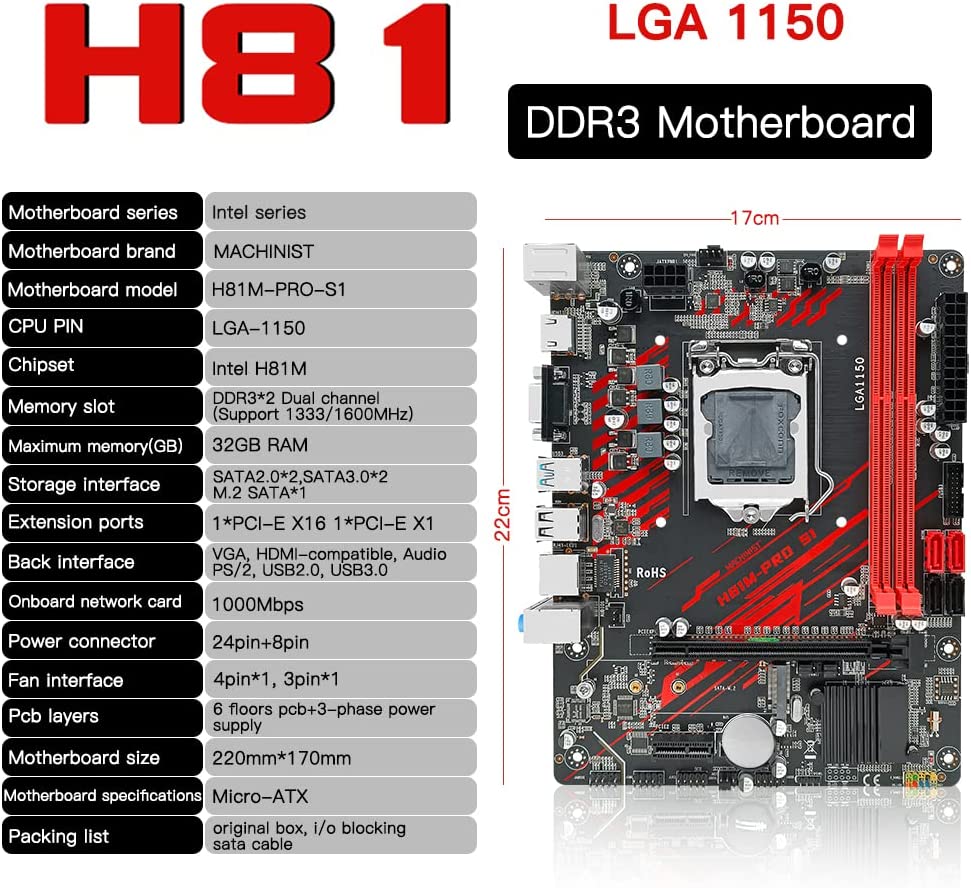 H81
LGA 1150
DDR3 Motherboard
Motherboard series
Intel series
Motherboard brand
MACHINIST
Motherboard model
H81M-PRO-S1
CPU PIN
LGA-1150
Chipset
Intel H81M
Memory slot
DDR3*2 Dual channel
(Support 1333/1600MHz)
Maximum memory(GB)
32GB RAM
Storage interface
SATA2.0*2,SATA3.0*2
M.2 SATA*1
Extension ports
1*PCI-E X16 1*PCI-E X1
Back interface
VGA, HDMI-compatible, Audio
PS/2, USB2.0, USB3.0
Onboard network card
1000Mbps
Power connector
24pin+8pin
Fan interface
4pin*1, 3pin*1
Pcb layers
6 floors pcb+3-phase power
supply
Motherboard size
220mm*170mm
Motherboard specifications
Micro-ATX
Packing list
original box, i/o blocking
sata cable
17cm
22cm
LGA1150
FOXCONN
REMOVE
RoHS
MACHINIST
H81M-PRO S1
PCIEXP1
SATA-M.2
PCIE2
CE